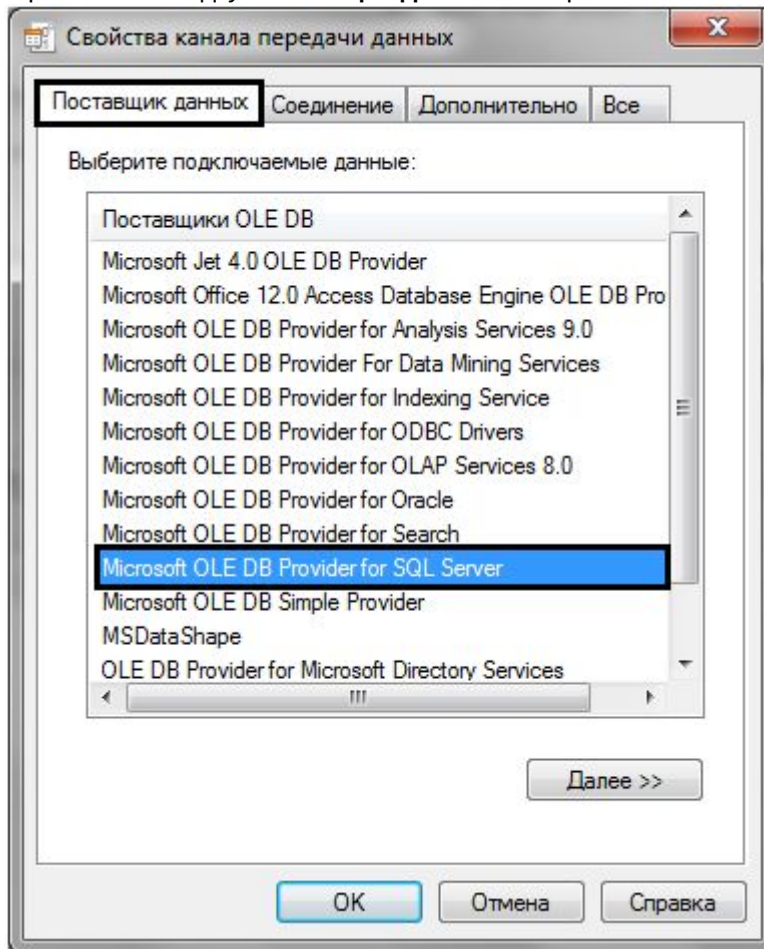 Свойства канала передачи данных
Поставщик данных Соединение Дополнительно Все
Выберите подключаемые данные:
Поставщики OLE DB
Microsoft Jet 4.0 OLE DB Provider
Microsoft Office 12.0 Access Database Engine OLE DB Pro
Microsoft OLE DB Provider for Analysis Services 9.0
Microsoft OLE DB Provider For Data Mining Services
Microsoft OLE DB Provider for Indexing Service
Microsoft OLE DB Provider for ODBC Drivers
Microsoft OLE DB Provider for OLAP Services 8.0
Microsoft OLE DB Provider for Oracle
Microsoft OLE DB Provider for Search
Microsoft OLE DB Provider for SQL Server
Microsoft OLE DB Simple Provider
MSDataShape
OLE DB Provider for Microsoft Directory Services
Далее >>
OK Отмена Справка